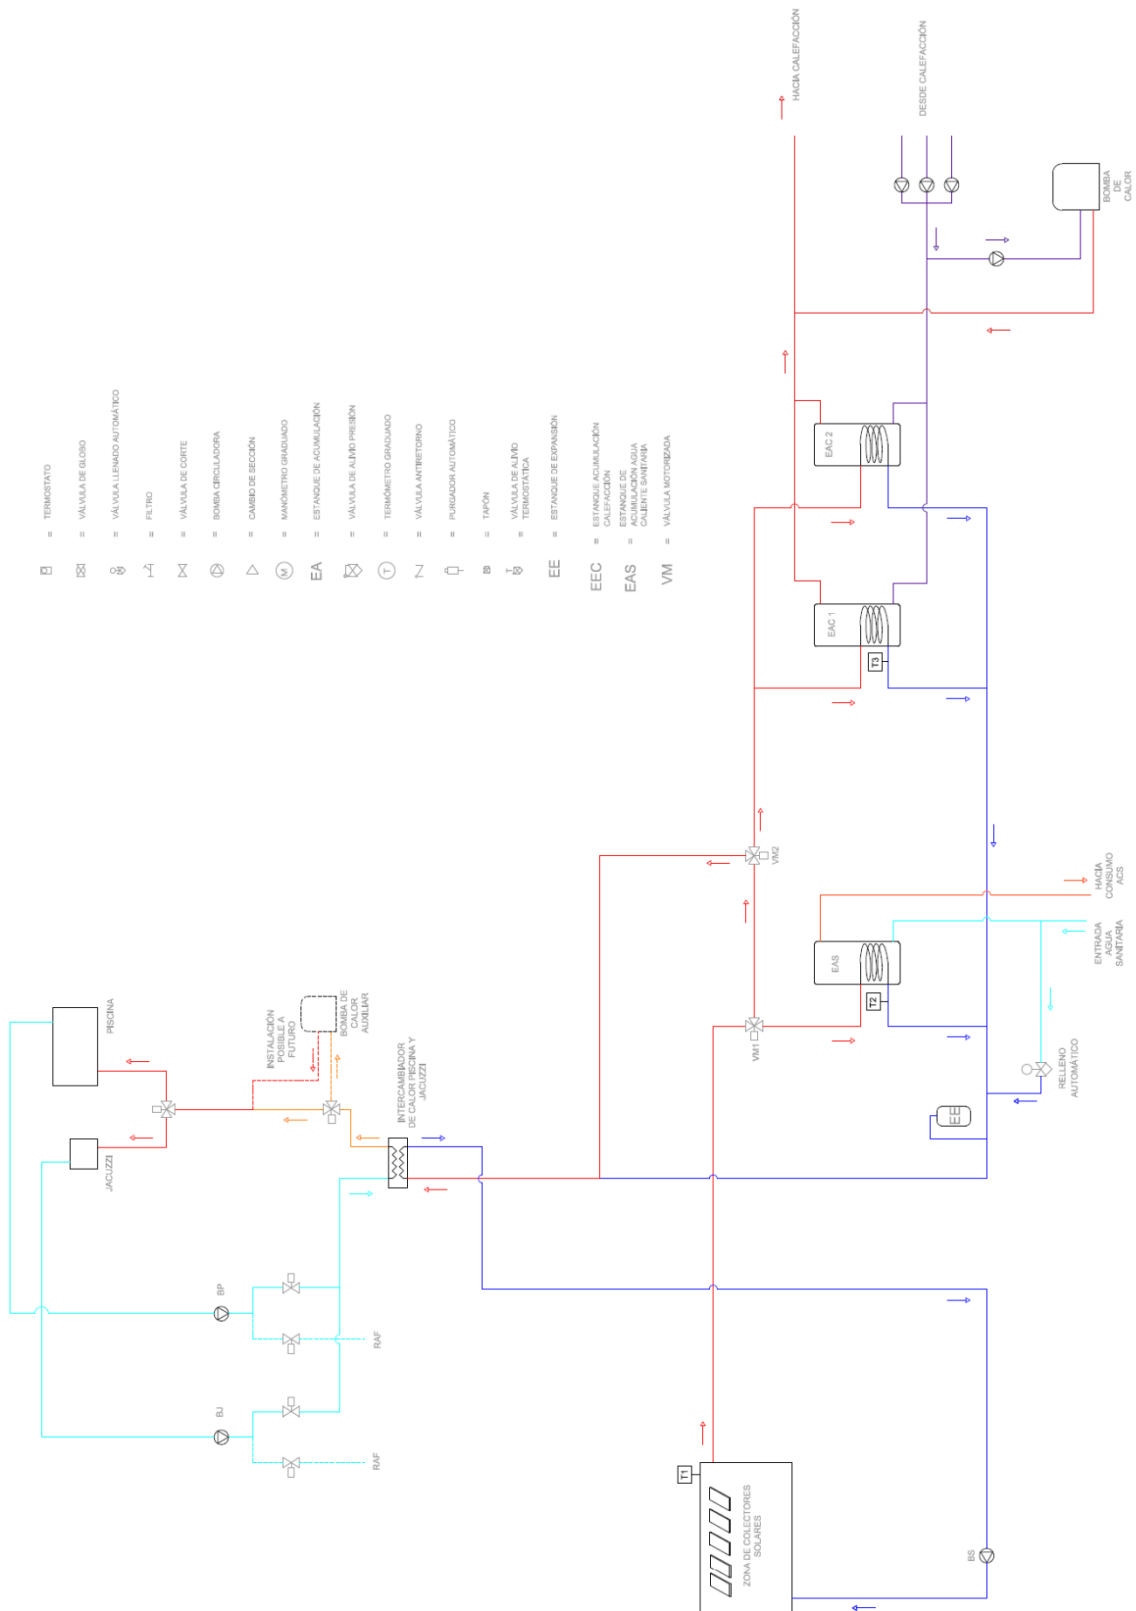 TERMOSTATO
=
VÁLVULA DE GLOBO
=
VÁLVULA LLENADO AUTOMÁTICO
=
FILTRO
=
VÁLVULA DE CORTE
=
BOMBA CIRCULADORA
=
CAMBIO DE SECCIÓN
=
M
MANÓMETRO GRADUADO
=
EA
ESTANQUE DE ACUMULACIÓN
=
VÁLVULA DE ALIVIO PRESIÓN
=
T
TERMÓMETRO GRADUADO
=
VÁLVULA ANTIRETORNO
=
PURGADOR AUTOMÁTICO
=
TAPÓN
=
T
VÁLVULA DE ALIVIO
TERMOSTÁTICA
=
EE
ESTANQUE DE EXPANSIÓN
=
EEC
=
ESTANQUE ACUMULACIÓN
CALEFACCIÓN
EAS
=
ESTANQUE DE
ACUMULACIÓN AGUA
CALIENTE SANITARIA
VM
=
VÁLVULA MOTORIZADA
PISCINA
JACUZZI
INSTALACIÓN
POSIBLE A
FUTURO
BOMBA DE
CALOR
AUXILIAR
INTERCAMBIADOR
DE CALOR PISCINA Y
JACUZZI
BP
RAF
BJ
RAF
T1
ZONA DE COLECTORES
SOLARES
BS
VM1
VM2
EAS
T2
EE
RELLENO
AUTOMÁTICO
ENTRADA
AGUA
SANITARIA
HACIA
CONSUMO
ACS
EAC 1
T3
EAC 2
HACIA CALEFACCIÓN
DESDE CALEFACCIÓN
BOMBA
DE
CALOR